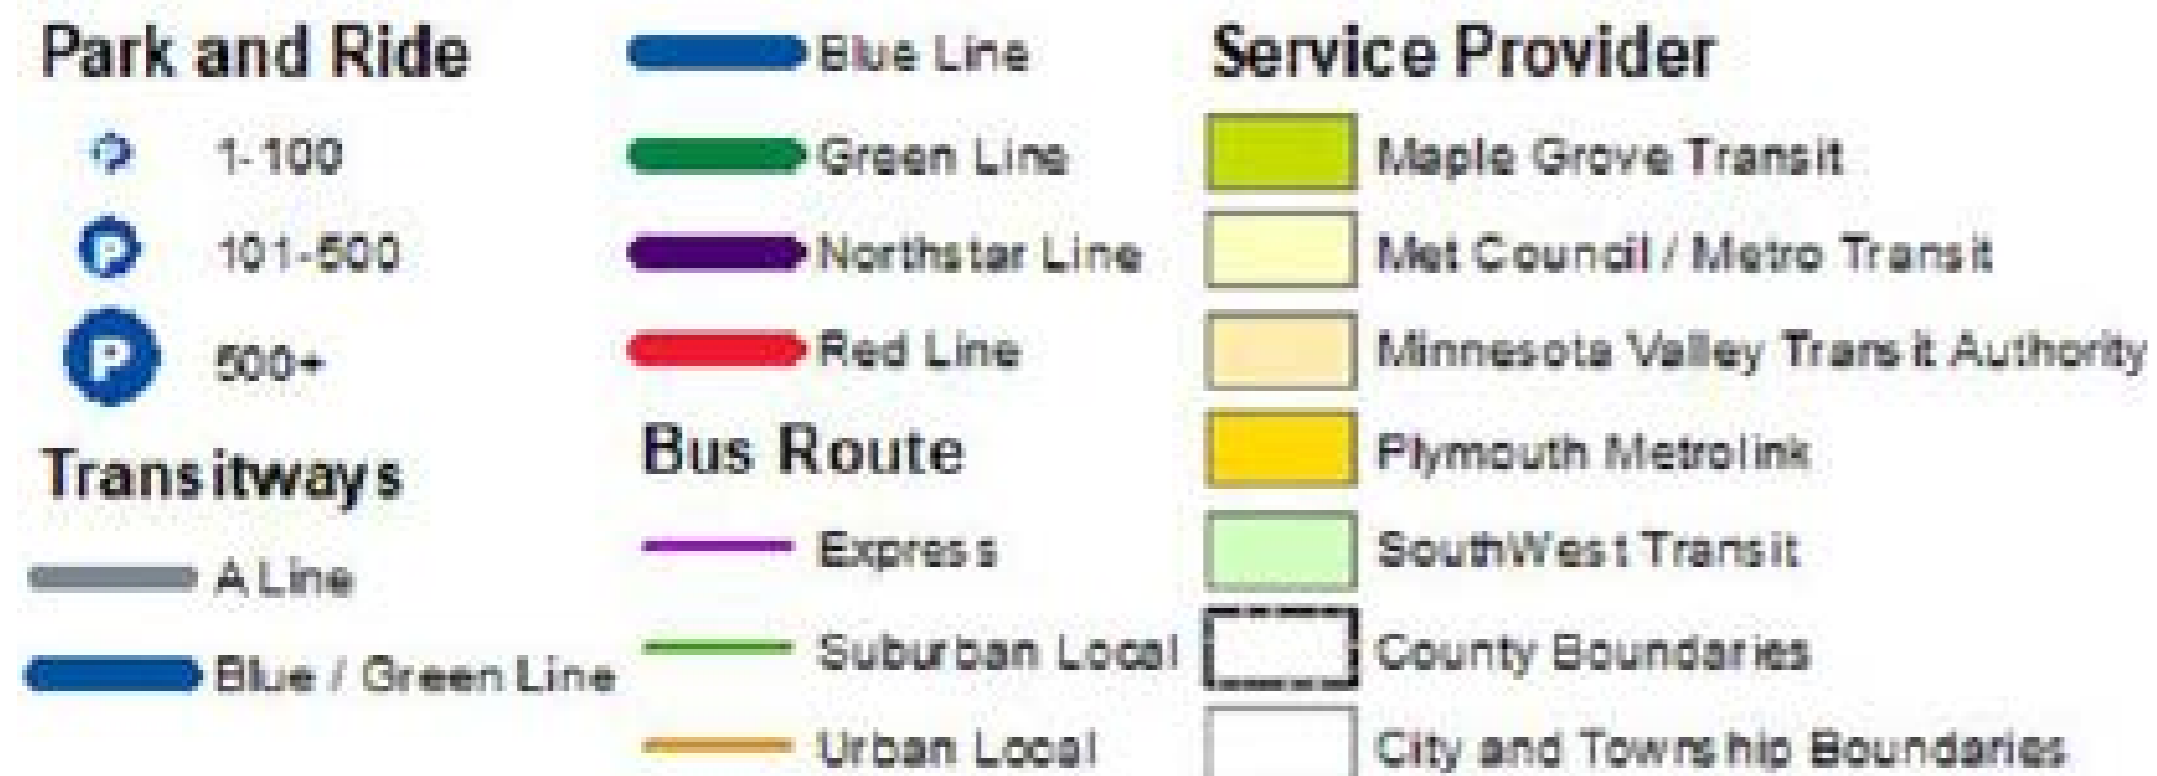 Park and Ride
1-100
101-500
500+
Transitways
A Line
Blue / Green Line
Blue Line
Green Line
Northstar Line
Red Line
Bus Route
Express
Suburban Local
Urban Local
Service Provider
Maple Grove Transit
Met Council / Metro Transit
Minnesota Valley Transit Authority
Plymouth Metrolink
SouthWest Transit
County Boundaries
City and Township Boundaries